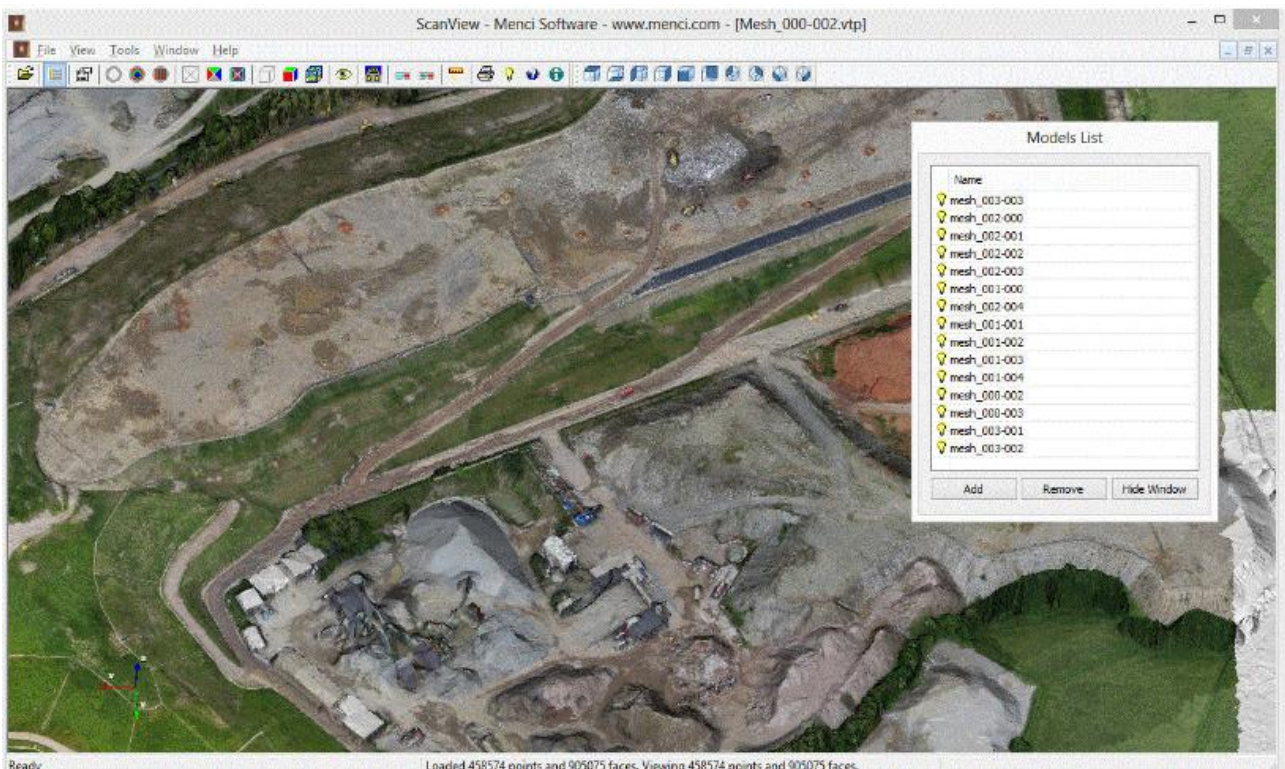 ScanView - Menci Software - www.menci.com - [Mesh_000-002.vtp]
File View Tools Window Help
Models List
Name
mesh_003-003
mesh_002-000
mesh_002-001
mesh_002-002
mesh_002-003
mesh_001-000
mesh_002-004
mesh_001-001
mesh_001-002
mesh_001-003
mesh_001-004
mesh_000-002
mesh_000-003
mesh_003-001
mesh_003-002
Add Remove Hide Window
Ready Loaded 458574 points and 905075 faces. Viewing 458574 points and 905075 faces.